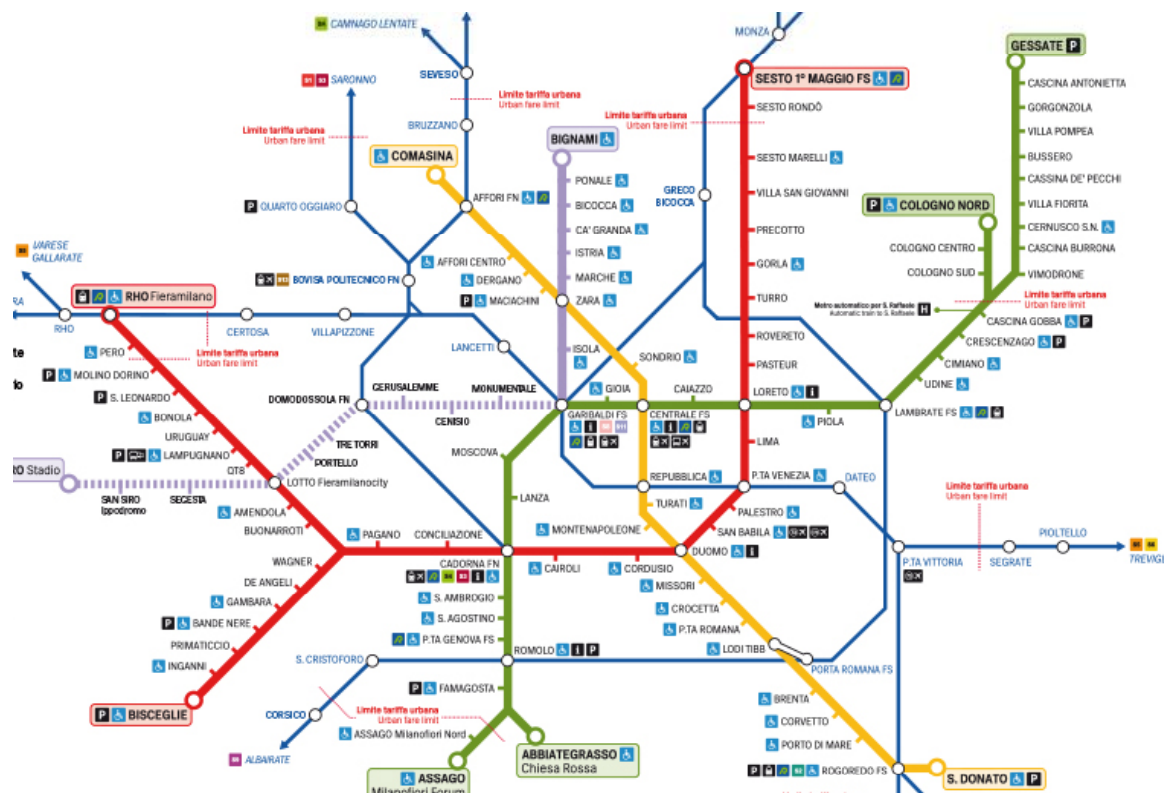 CAMNAGO LENTATE
MONZA
GESSATE P
S1 S3 SARONNO
SEVESO
SESTO 1º MAGGIO FS
CASCINA ANTONIETTA
Limite tariffa urbana
Urban fare limit
SESTO RONDÒ
GORGONZOLA
Limite tariffa urbana
Urban fare limit
BRUZZANO
Limite tariffa urbana
Urban fare limit
VILLA POMPEA
BIGNAMI
COMASINA
SESTO MARELLI
BUSSERO
PONALE
CASSINA DE' PECCHI
AFFORI FN
GRECO
BICOCCA
VILLA SAN GIOVANNI
P QUARTO OGGIARO
BICOCCA
P COLOGNO NORD
VILLA FIORITA
CA' GRANDA
PRECOTTO
CERNUSCO S.N.
VARESE
GALLARATE
ISTRIA
COLOGNO CENTRO
CASCINA BURRONA
AFFORI CENTRO
GORLA
COLOGNO SUD
VIMODRONE
BOVISA POLITECNICO FN
DERGANO
MARCHE
RHO Fieramilano
P MACIACHINI
ZARA
TURRO
Limite tariffa urbana
Urban fare limit
Metro automatico per S. Raffaele
Automatic train to S. Raffaele
H
RA
RHO
CERTOSA
VILLAPIZZONE
CASCINA GOBBA P
ROVERETO
LANCETTI
CRESCENZAGO P
te
PERO
Limite tariffa urbana
Urban fare limit
ISOLA
SONDRIO
PASTEUR
CIMIANO
P MOLINO DORINO
UDINE
GERUSALEMME
MONUMENTALE
GIOIA
CAIAZZO
LORETO i
P S. LEONARDO
DOMODOSSOLA FN
BONOLA
CENISIO
GARIBALDI FS
CENTRALE FS
PIOLA
LAMBRATE FS
URUGUAY
TRE TORRI
LIMA
P LAMPUGNANO
PORTELLO
MOSCOVA
RO Stadio
QT8
LOTTO Fieramilanocity
REPUBBLICA
P.TA VENEZIA
DATEO
Limite tariffa urbana
Urban fare limit
SAN SIRO
Ippodromo
SEGESTA
LANZA
TURATI
AMENDOLA
PALESTRO
BUONARROTI
MONTENAPOLEONE
SAN BABILA
PAGANO
CONCILIAZIONE
PIOLTELLO
DUOMO i
WAGNER
CADORNA FN
CAIROLI
CORDUSIO
P.TA VITTORIA
SEGRATE
TREVIGL
DE ANGELI
MISSORI
GAMBARA
S. AMBROGIO
CROCETTA
P BANDE NERE
S. AGOSTINO
P.TA ROMANA
PRIMATICCIO
P.TA GENOVA FS
ROMOLO i P
LODI TIBB
INGANNI
S. CRISTOFORO
PORTA ROMANA FS
P FAMAGOSTA
BRENTA
P BISCEGLIE
CORSICO
Limite tariffa urbana
Urban fare limit
CORVETTO
ASSAGO Milanofiori Nord
PORTO DI MARE
ALBAIRATE
ABBIATEGRASSO
Chiesa Rossa
ASSAGO
Milanofiori Forum
P ROGOREDO FS
S. DONATO P